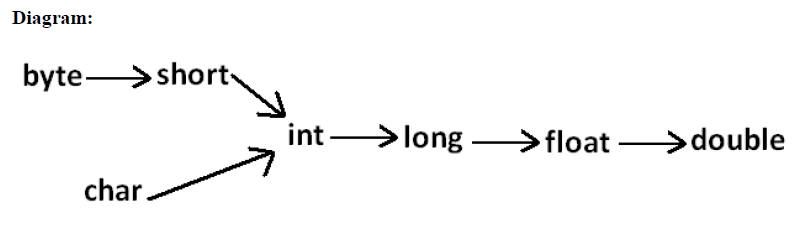 Diagram:
byte short
int long float double
char